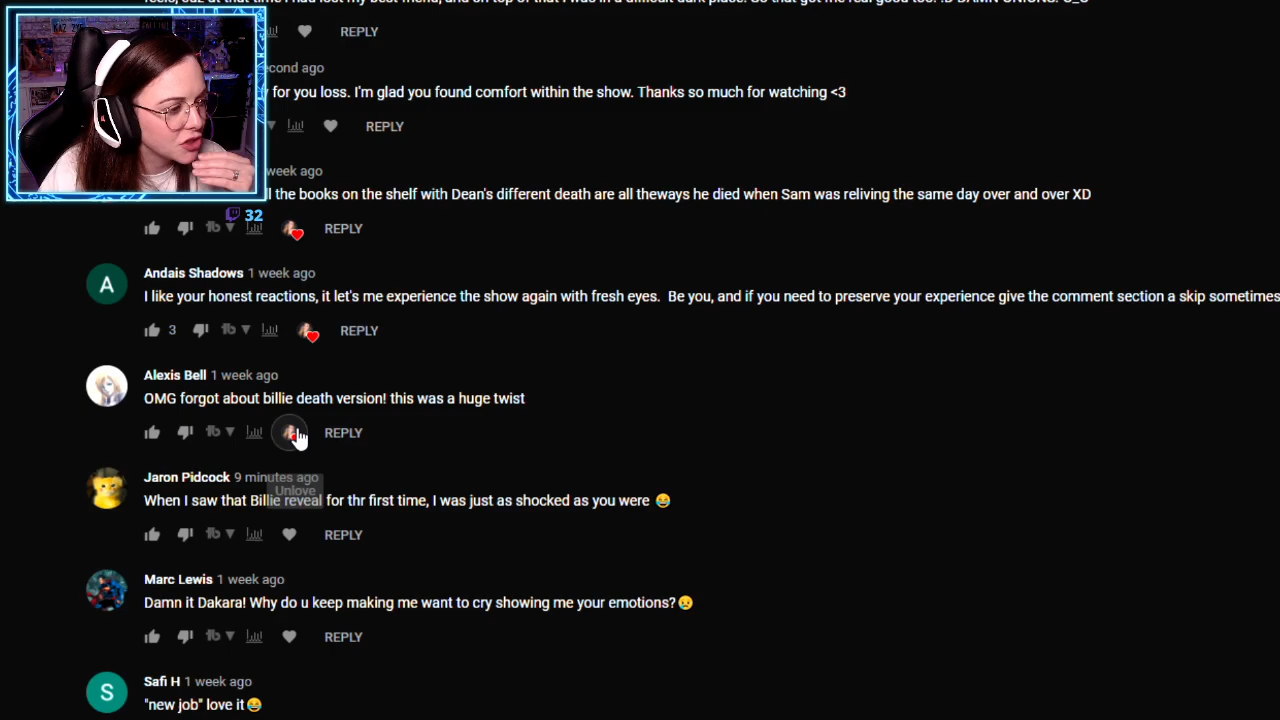 REPLY
second ago
for you loss. I'm glad you found comfort within the show. Thanks so much for watching <3
REPLY
week ago
the books on the shelf with Dean's different death are all theways he died when Sam was reliving the same day over and over XD
32
REPLY
Andais Shadows 1 week ago
I like your honest reactions, it let's me experience the show again with fresh eyes. Be you, and if you need to preserve your experience give the comment section a skip sometimes
3 REPLY
Alexis Bell 1 week ago
OMG forgot about billie death version! this was a huge twist
REPLY
Jaron Pidcock 9 minutes ago
Unlove
When I saw that Billie reveal for thr first time, I was just as shocked as you were 😂
REPLY
Marc Lewis 1 week ago
Damn it Dakara! Why do u keep making me want to cry showing me your emotions?😢
REPLY
Safi H 1 week ago
"new job" love it😂